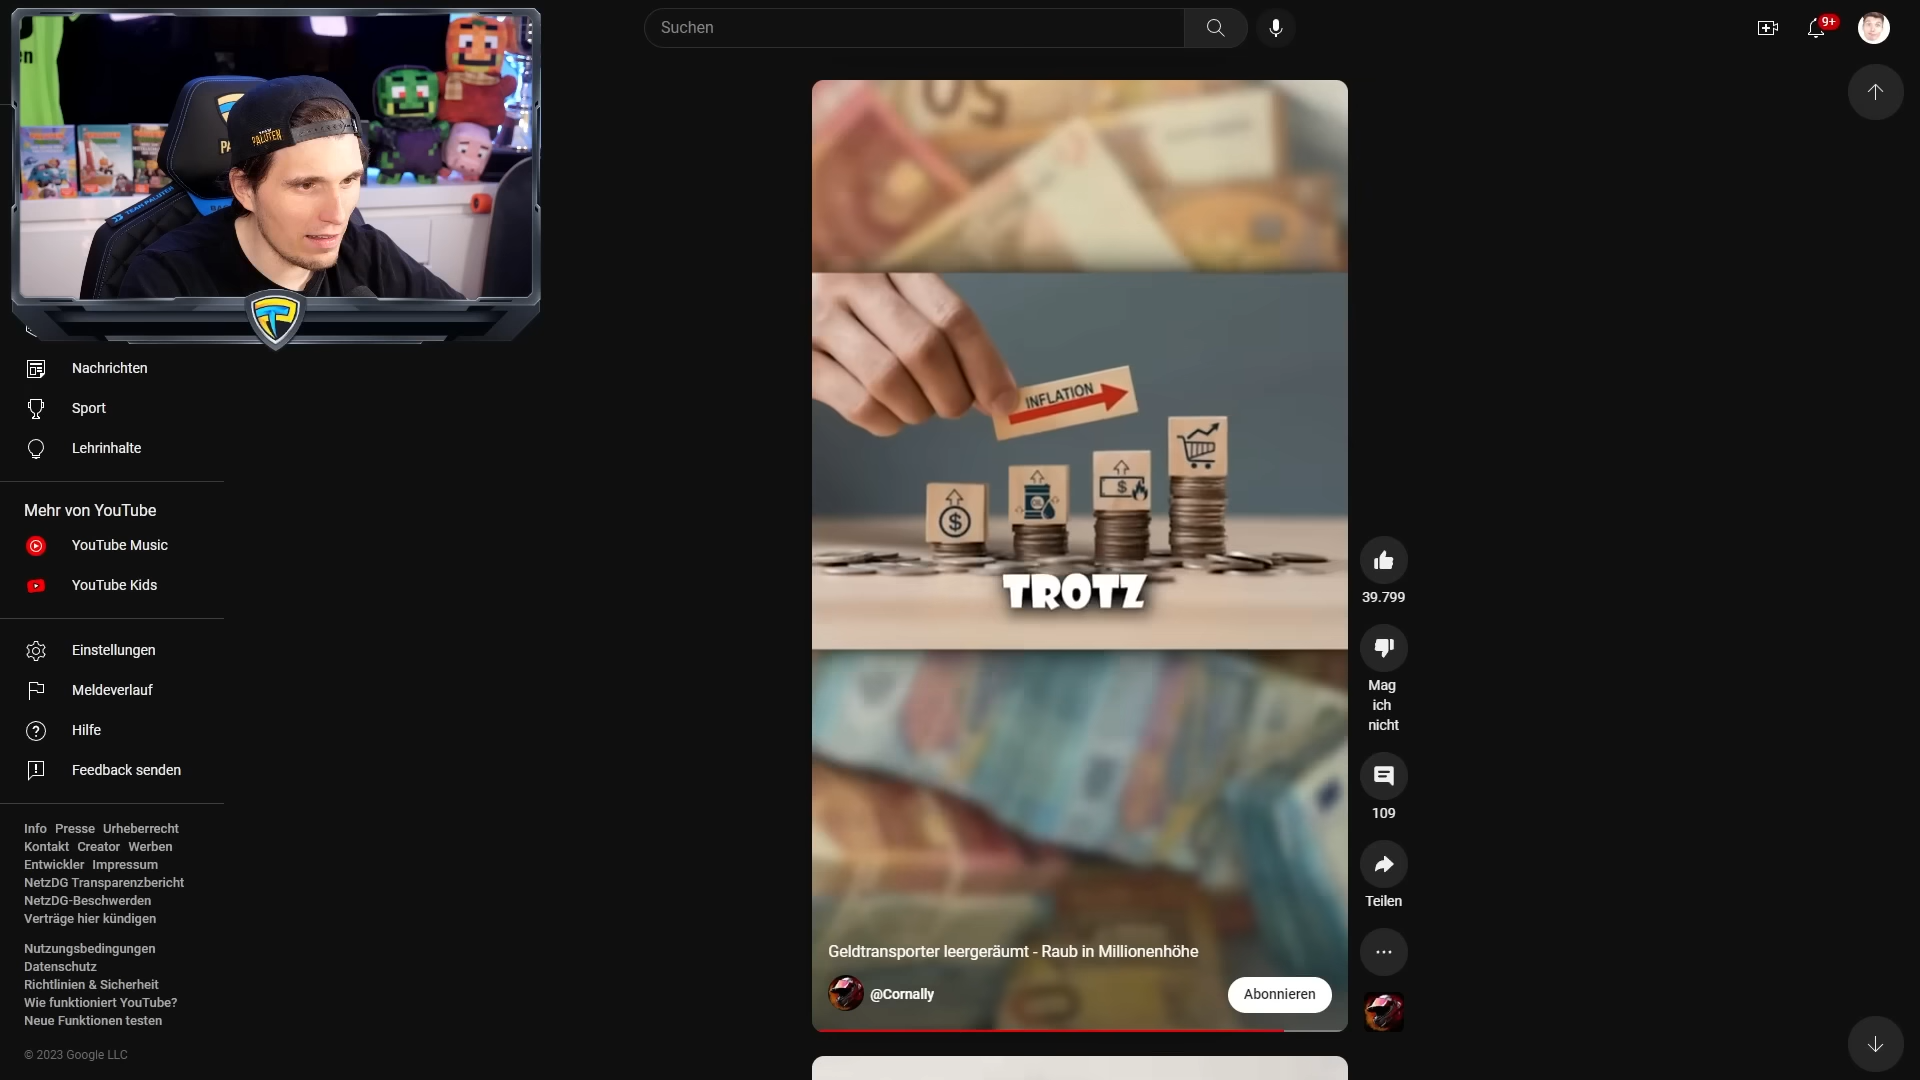 Suchen
9+
PALUTEN
TEAM PALUTEN
INFLATION
TROTZ
Nachrichten
Sport
Lehrinhalte
Mehr von YouTube
YouTube Music
YouTube Kids
Einstellungen
Meldeverlauf
Hilfe
Feedback senden
Info Presse Urheberrecht
Kontakt Creator Werben
Entwickler Impressum
NetzDG Transparenzbericht
NetzDG-Beschwerden
Verträge hier kündigen
Nutzungsbedingungen
Datenschutz
Richtlinien & Sicherheit
Wie funktioniert YouTube?
Neue Funktionen testen
© 2023 Google LLC
Geldtransporter leergeräumt - Raub in Millionenhöhe
@Cornally
Abonnieren
39.799
Mag
ich
nicht
109
Teilen